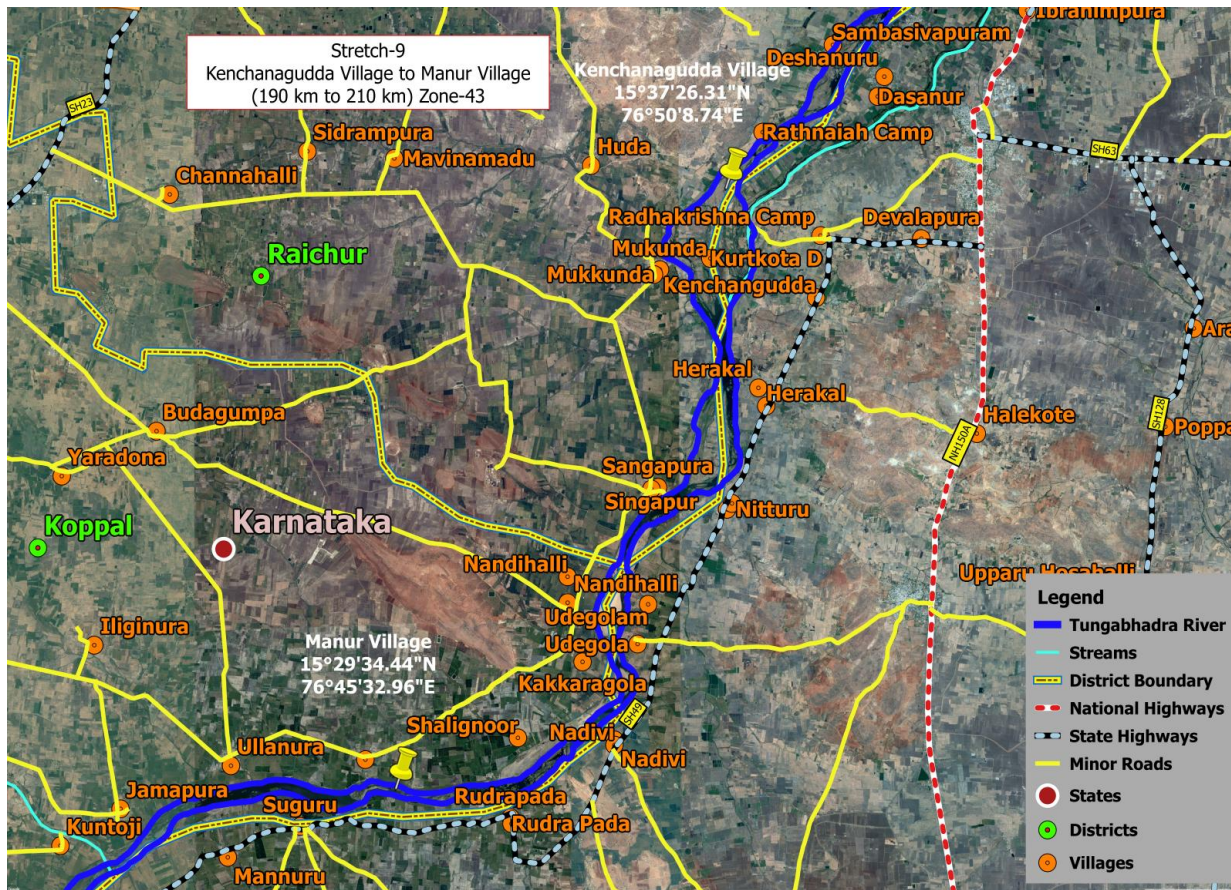 Stretch-9
Kenchanagudda Village to Manur Village
(190 km to 210 km) Zone-43
Kenchanagudda Village
15°37'26.31"N
76°50'8.74"E
Ibrahimpura
Sambasivapuram
Deshanuru
Dasanur
SH23
Sidrampura
Mavinamadu
Huda
Rathnaiah Camp
SH63
Channahalli
Radhakrishna Camp
Devalapura
Raichur
Mukunda
Kurtkota D
Mukkunda
Kenchangudda
Ara
Herakal
Herakal
Budagumpa
Halekote
NH150A
SH128
Poppa
Yaradona
Sangapura
Singapur
Nitturu
Koppal
Karnataka
Nandihalli
Nandihalli
Upparu Hosahalli
Udegolam
Iliginura
Udegola
Manur Village
15°29'34.44"N
76°45'32.96"E
Kakkaragola
SH49
Shalignoor
Nadivi
Nadivi
Ullanura
Jamapura
Suguru
Rudrapada
Rudra Pada
Kuntoji
Mannuru
Legend
Tungabhadra River
Streams
District Boundary
National Highways
State Highways
Minor Roads
States
Districts
Villages